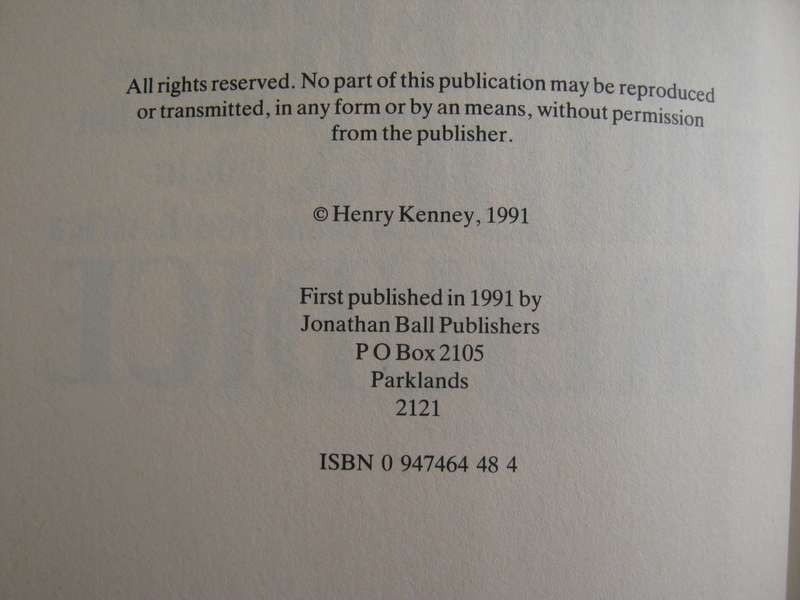 All rights reserved. No part of this publication may be reproduced
or transmitted, in any form or by an means, without permission
from the publisher.
© Henry Kenney, 1991
First published in 1991 by
Jonathan Ball Publishers
P O Box 2105
Parklands
2121
ISBN 0 947464 48 4